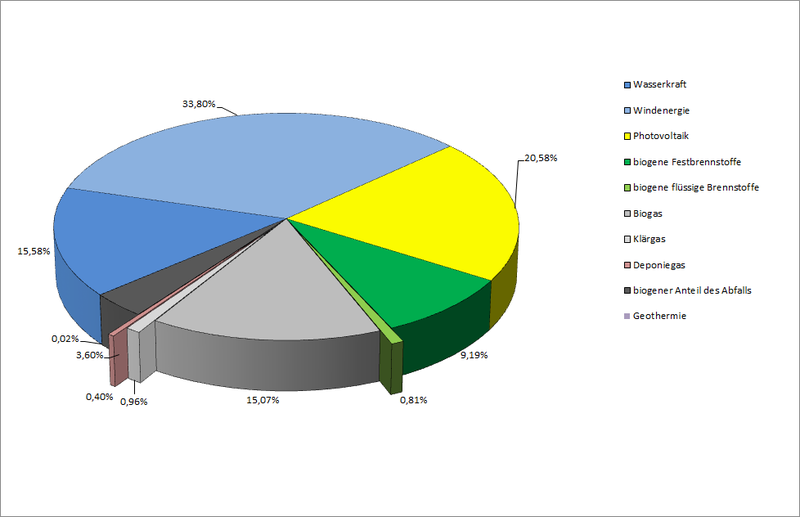 33,80%
20,58%
15,58%
0,02%
3,60%
0,40%
0,96%
15,07%
0,81%
9,19%
Wasserkraft
Windenergie
Photovoltaik
biogene Festbrennstoffe
biogene flüssige Brennstoffe
Biogas
Klärgas
Deponiegas
biogener Anteil des Abfalls
Geothermie